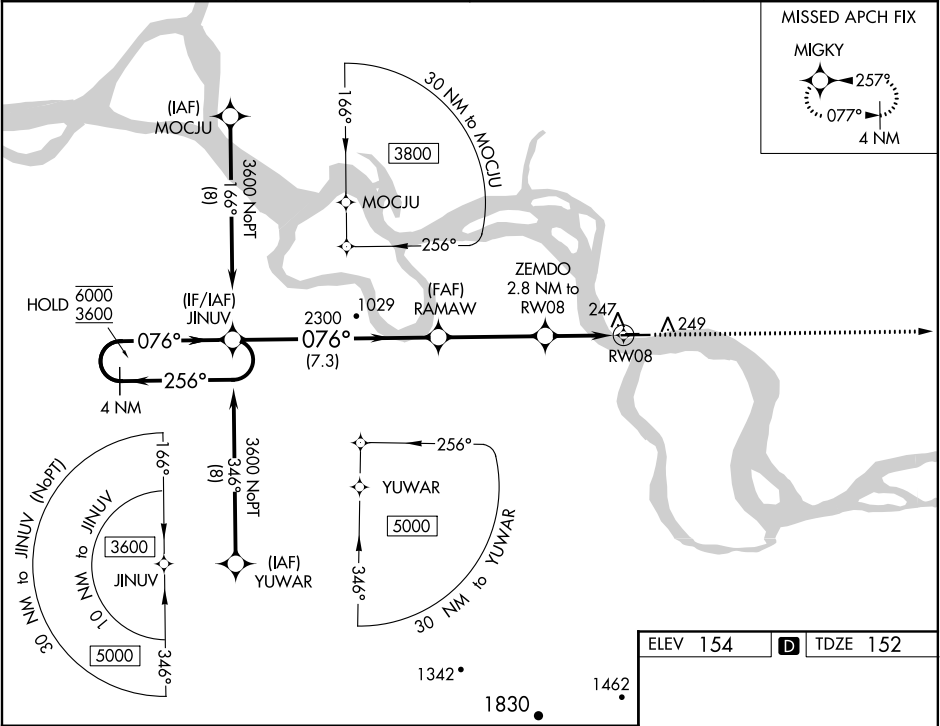 MISSED APCH FIX
MIGKY
257°
077°
4 NM
(IAF)
MOCJU
3600 NoPT
166°
(8)
166°
30 NM to MOCJU
3800
MOCJU
256°
HOLD
6000
3600
(IF/IAF)
JINUV
076°
256°
4 NM
2300
076°
(7.3)
1029
(FAF)
RAMAW
ZEMDO
2.8 NM to
RW08
247
249
RW08
3600 NoPT
346°
(8)
(IAF)
YUWAR
30 NM to JINUV (NoPT)
10 NM to JINUV
166°
3600
JINUV
5000
346°
256°
YUWAR
5000
346°
30 NM to YUWAR
1342
1830
1462
ELEV 154
D
TDZE 152